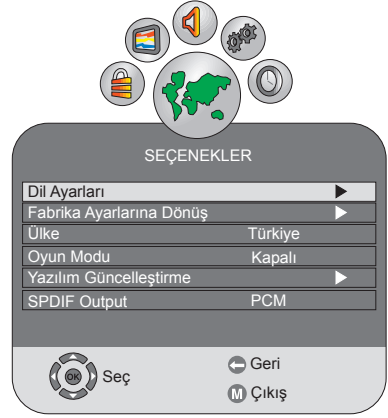 SEÇENEKLER
Dil Ayarları
Fabrika Ayarlarına Dönüş
Ülke Türkiye
Oyun Modu Kapalı
Yazılım Güncelleştirme
SPDIF Output PCM
OK Seç
Geri
M Çıkış